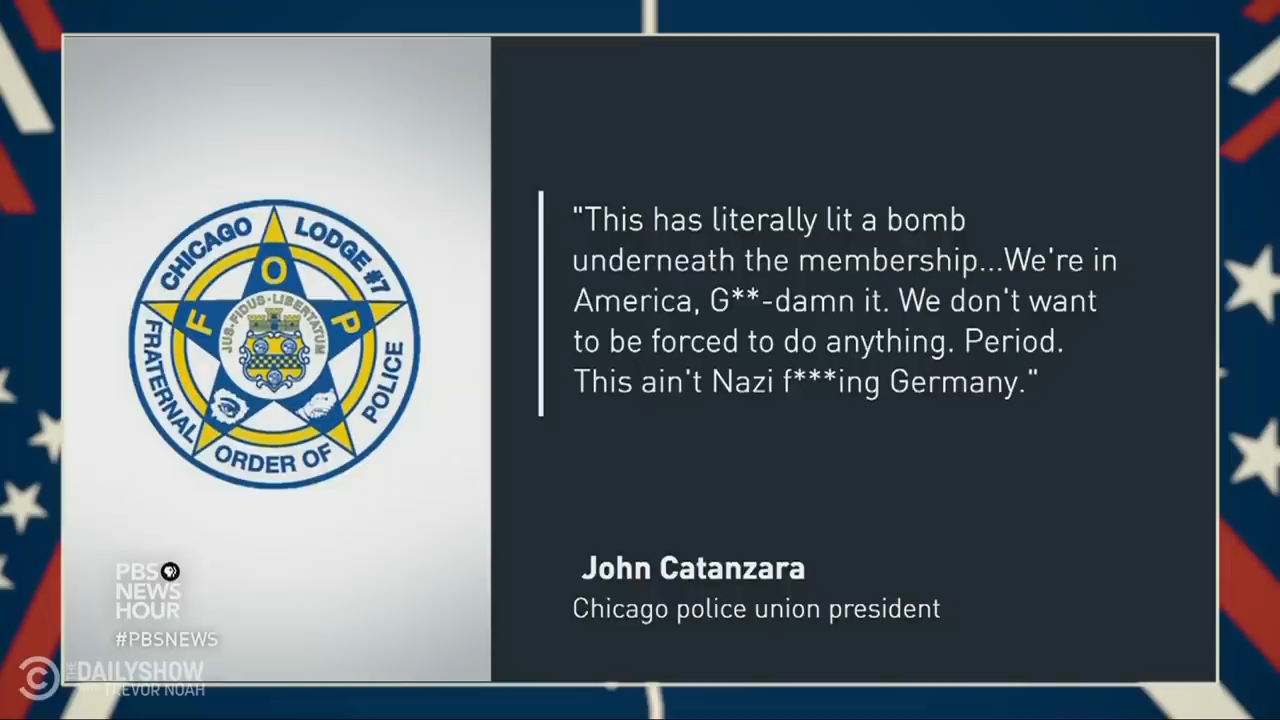 CHICAGO LODGE #7
F O P
JUS·FIDUS·LIBERTATUM
FRATERNAL ORDER OF POLICE
"This has literally lit a bomb
underneath the membership...We're in
America, G**-damn it. We don't want
to be forced to do anything. Period.
This ain't Nazi f***ing Germany."
John Catanzara
Chicago police union president
PBS
NEWS
HOUR
#PBSNEWS
THE DAILY SHOW
TREVOR NOAH